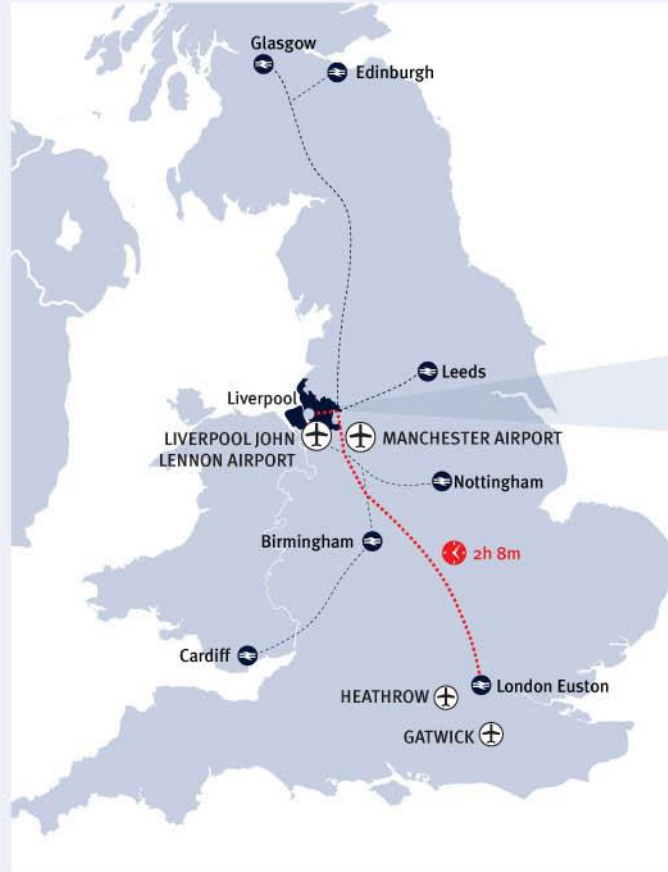 Glasgow
Edinburgh
Leeds
Liverpool
LIVERPOOL JOHN
LENNON AIRPORT
MANCHESTER AIRPORT
Nottingham
Birmingham
2h 8m
Cardiff
London Euston
HEATHROW
GATWICK